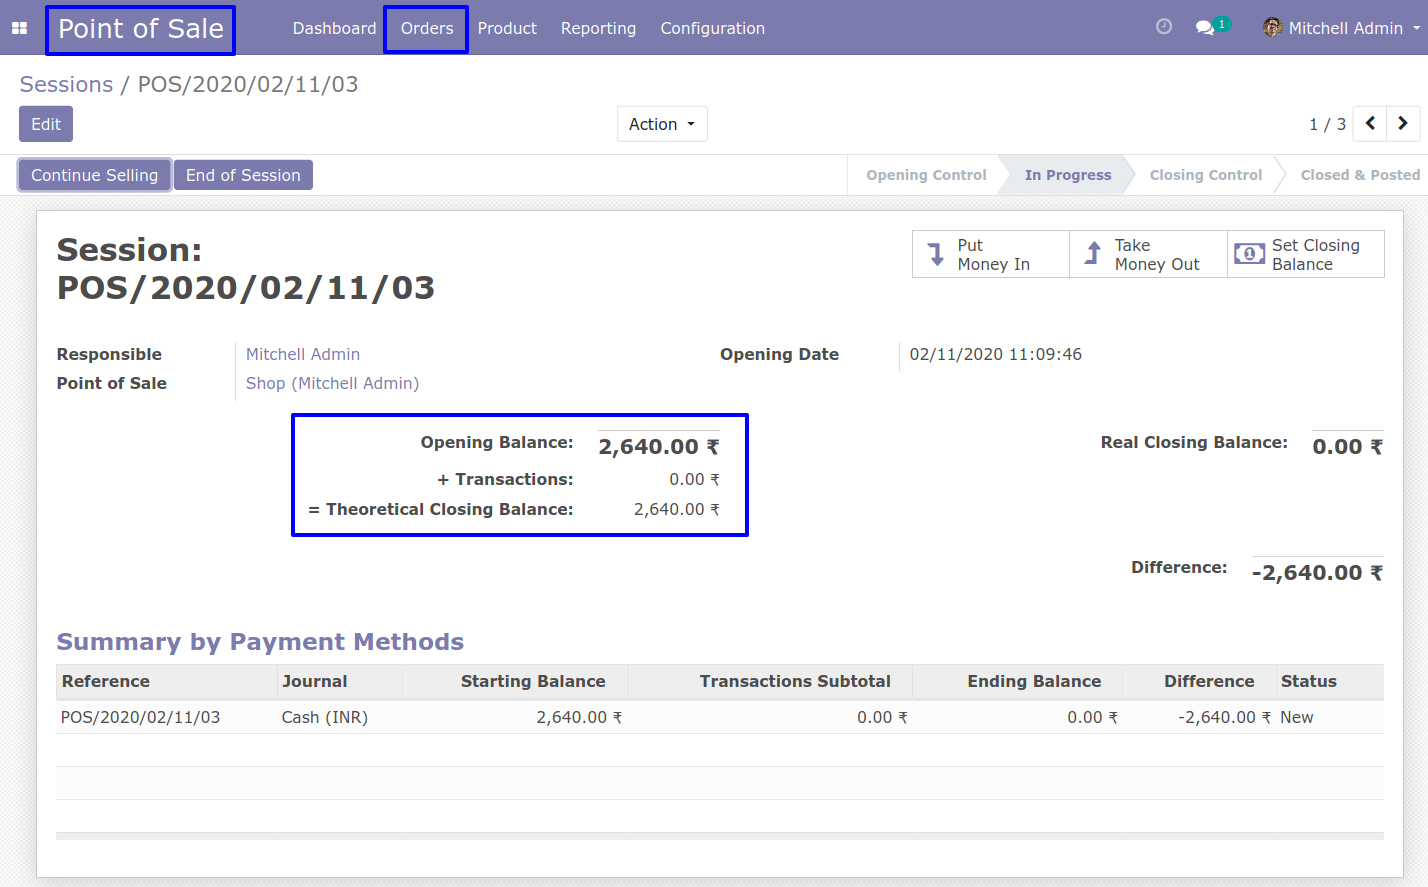 Point of Sale Dashboard Orders Product Reporting Configuration 1 Mitchell Admin
Sessions / POS/2020/02/11/03
Edit Action 1 / 3
Continue Selling End of Session Opening Control In Progress Closing Control Closed & Posted
Session:
POS/2020/02/11/03
Put
Money In
Take
Money Out
Set Closing
Balance
Responsible Mitchell Admin Opening Date 02/11/2020 11:09:46
Point of Sale Shop (Mitchell Admin)
Opening Balance: 2,640.00 ₹ Real Closing Balance: 0.00 ₹
+ Transactions: 0.00 ₹
= Theoretical Closing Balance: 2,640.00 ₹
Difference: -2,640.00 ₹
Summary by Payment Methods
Reference Journal Starting Balance Transactions Subtotal Ending Balance Difference Status
POS/2020/02/11/03 Cash (INR) 2,640.00 ₹ 0.00 ₹ 0.00 ₹ -2,640.00 ₹ New